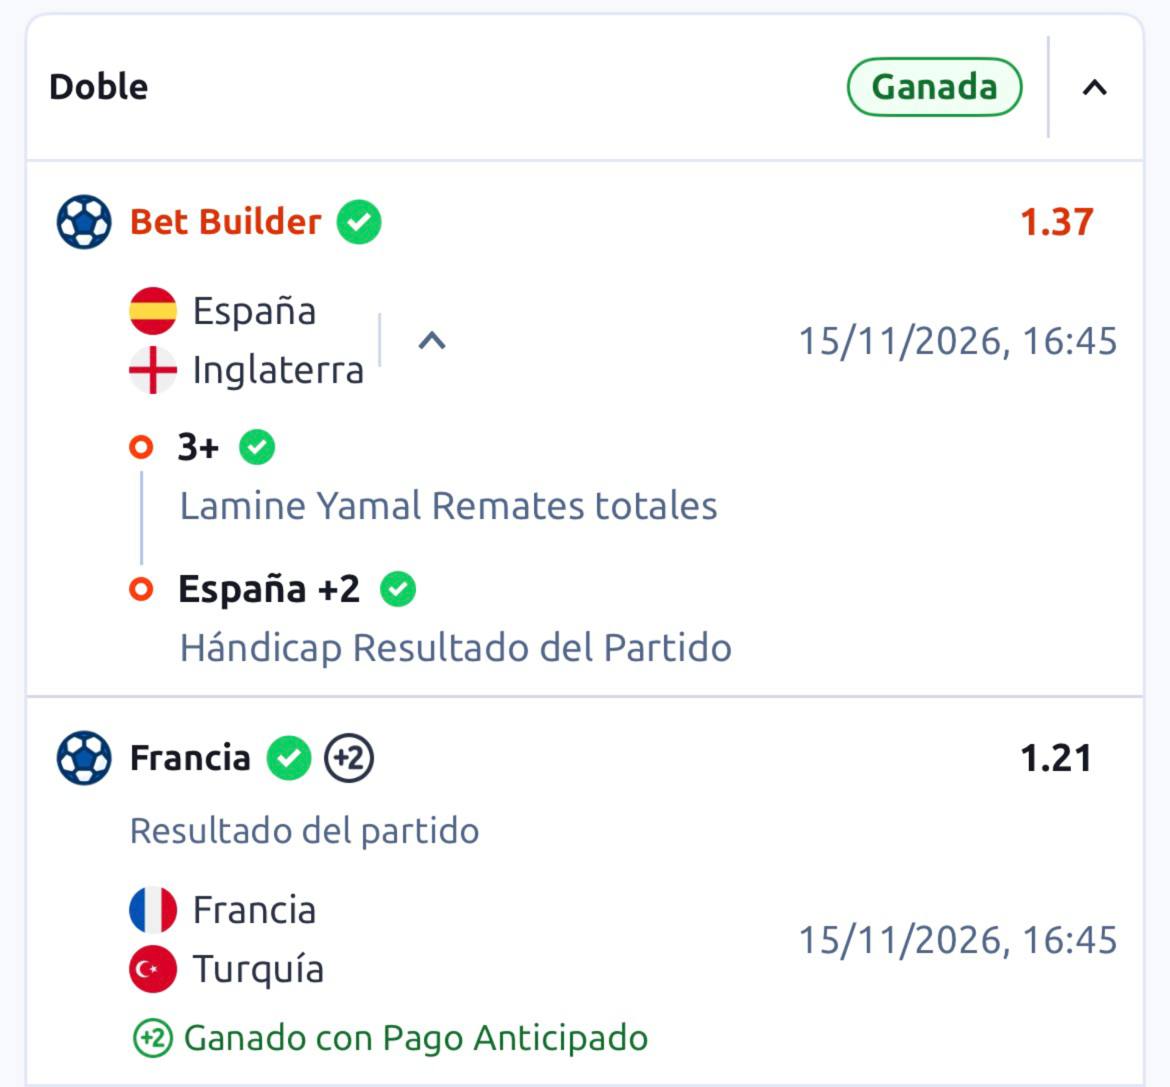 Doble
Ganada
Bet Builder
1.37
España
Inglaterra
15/11/2026, 16:45
3+
Lamine Yamal Remates totales
España +2
Hándicap Resultado del Partido
Francia +2
1.21
Resultado del partido
Francia
Turquía
15/11/2026, 16:45
+2 Ganado con Pago Anticipado